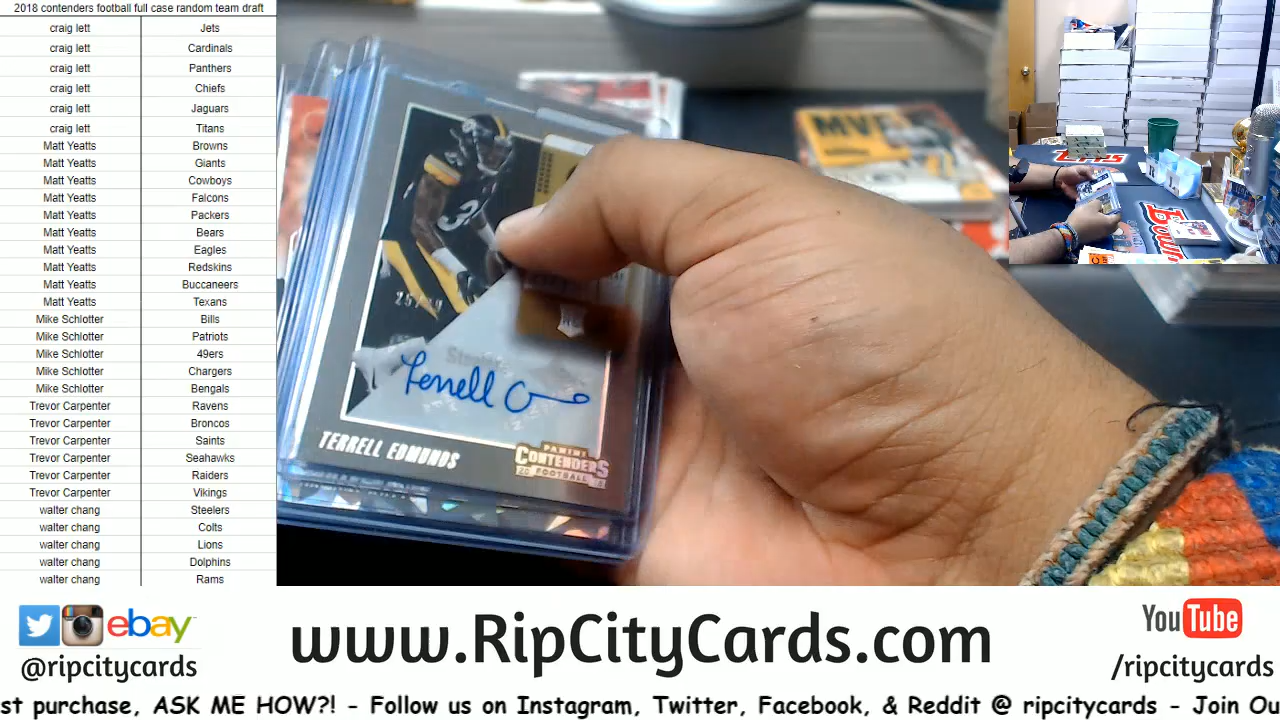 2018 contenders football full case random team draft
craig lett Jets
craig lett Cardinals
craig lett Panthers
craig lett Chiefs
craig lett Jaguars
craig lett Titans
Matt Yeatts Browns
Matt Yeatts Giants
Matt Yeatts Cowboys
Matt Yeatts Falcons
Matt Yeatts Packers
Matt Yeatts Bears
Matt Yeatts Eagles
Matt Yeatts Redskins
Matt Yeatts Buccaneers
Matt Yeatts Texans
Mike Schlotter Bills
Mike Schlotter Patriots
Mike Schlotter 49ers
Mike Schlotter Chargers
Mike Schlotter Bengals
Trevor Carpenter Ravens
Trevor Carpenter Broncos
Trevor Carpenter Saints
Trevor Carpenter Seahawks
Trevor Carpenter Raiders
Trevor Carpenter Vikings
walter chang Steelers
walter chang Colts
walter chang Lions
walter chang Dolphins
walter chang Rams
MVP
Terrell
TERRELL EDMUNDS
PANINI
CONTENDERS
FOOTBALL
ebay
@ripcitycards
www.RipCityCards.com
YouTube
/ripcitycards
st purchase, ASK ME HOW?! - Follow us on Instagram, Twitter, Facebook, & Reddit @ ripcitycards - Join Ou